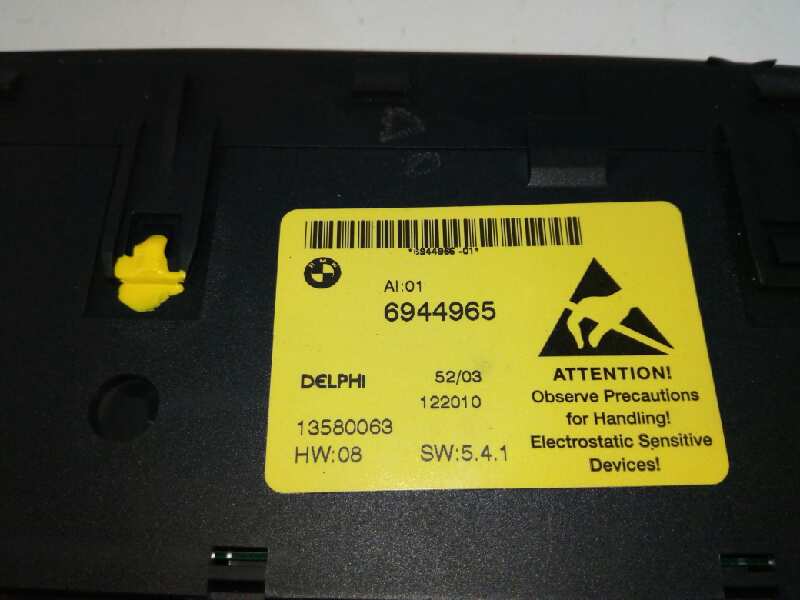 *6944965 -01*
BMW
AI:01
6944965
DELPHI
52/03
122010
13580063
HW:08
SW:5.4.1
ATTENTION!
Observe Precautions
for Handling!
Electrostatic Sensitive
Devices!